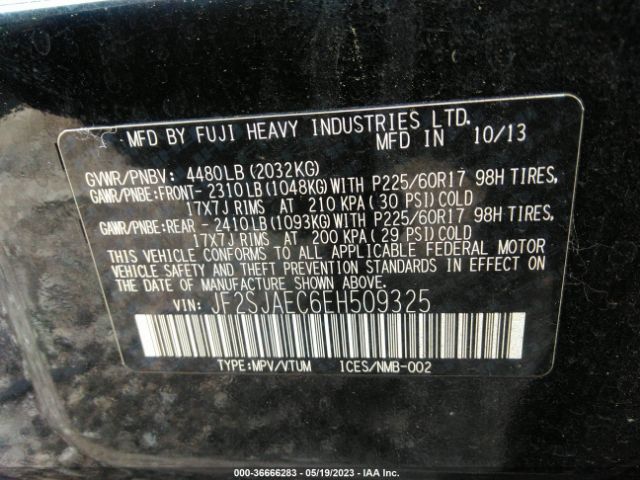 MFD BY FUJI HEAVY INDUSTRIES LTD.
MFD IN 10/13
GVWR/PNBV: 4480LB (2032KG)
GAWR/PNBE:FRONT- 2310 LB (1048KG) WITH P225/60R17 98H TIRES,
17X7J RIMS AT 210 KPA (30 PSI) COLD
GAWR/PNBE:REAR - 2410 LB (1093KG) WITH P225/60R17 98H TIRES,
17X7J RIMS AT 200 KPA (29 PSI) COLD
THIS VEHICLE CONFORMS TO ALL APPLICABLE FEDERAL MOTOR
VEHICLE SAFETY AND THEFT PREVENTION STANDARDS IN EFFECT ON
THE DATE OF MANUFACTURE SHOWN ABOVE.
VIN: JF2SJAEC6EH509325
TYPE:MPV/VTUM ICES/NMB-002
000-36666283 - 05/19/2023 - IAA Inc.